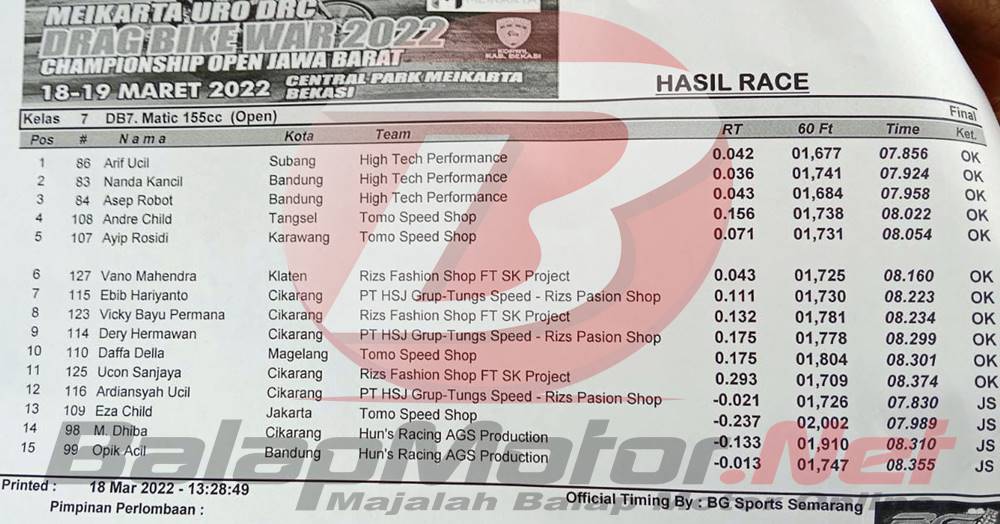 MEIKARTA URO DRC
DRAG BIKE WAR 2022
CHAMPIONSHIP OPEN JAWA BARAT
18-19 MARET 2022 CENTRAL PARK MEIKARTA BEKASI
KORWIL KAB. BEKASI
HASIL RACE
Kelas 7 DB7. Matic 155cc (Open) Final
Pos # Nama Kota Team RT 60 Ft Time Ket.
1 86 Arif Ucil Subang High Tech Performance 0.042 01,677 07.856 OK
2 83 Nanda Kancil Bandung High Tech Performance 0.036 01,741 07.924 OK
3 84 Asep Robot Bandung High Tech Performance 0.043 01,684 07.958 OK
4 108 Andre Child Tangsel Tomo Speed Shop 0.156 01,738 08.022 OK
5 107 Ayip Rosidi Karawang Tomo Speed Shop 0.071 01,731 08.054 OK
6 127 Vano Mahendra Klaten Rizs Fashion Shop FT SK Project 0.043 01,725 08.160 OK
7 115 Ebib Hariyanto Cikarang PT HSJ Grup-Tungs Speed - Rizs Pasion Shop 0.111 01,730 08.223 OK
8 123 Vicky Bayu Permana Cikarang Rizs Fashion Shop FT SK Project 0.132 01,781 08.234 OK
9 114 Dery Hermawan Cikarang PT HSJ Grup-Tungs Speed - Rizs Pasion Shop 0.175 01,778 08.299 OK
10 110 Daffa Della Magelang Tomo Speed Shop 0.175 01,804 08.301 OK
11 125 Ucon Sanjaya Cikarang Rizs Fashion Shop FT SK Project 0.293 01,709 08.374 OK
12 116 Ardiansyah Ucil Cikarang PT HSJ Grup-Tungs Speed - Rizs Pasion Shop -0.021 01,726 07.830 JS
13 109 Eza Child Jakarta Tomo Speed Shop -0.237 02,002 07.989 JS
14 98 M. Dhiba Cikarang Hun's Racing AGS Production -0.133 01,910 08.310 JS
15 99 Opik Acil Bandung Hun's Racing AGS Production -0.013 01,747 08.355 JS
BalapMotor.Net
Majalah Balap Motor Online
Printed : 18 Mar 2022 - 13:28:49 Official Timing By : BG Sports Semarang
Pimpinan Perlombaan :